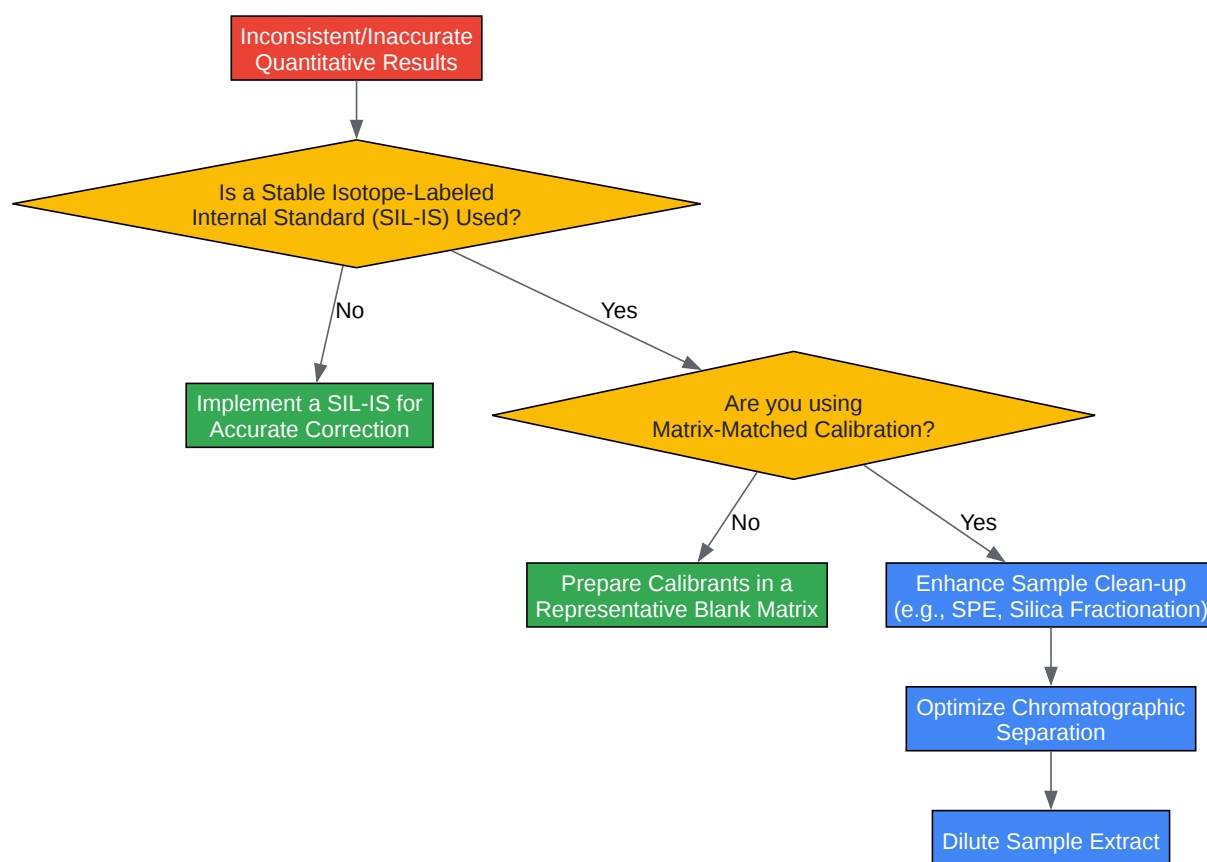 Inconsistent/Inaccurate
Quantitative Results
Is a Stable Isotope-Labeled
Internal Standard (SIL-IS) Used?
No
Yes
Implement a SIL-IS for
Accurate Correction
Are you using
Matrix-Matched Calibration?
No
Yes
Prepare Calibrants in a
Representative Blank Matrix
Enhance Sample Clean-up
(e.g., SPE, Silica Fractionation)
Optimize Chromatographic
Separation
Dilute Sample Extract